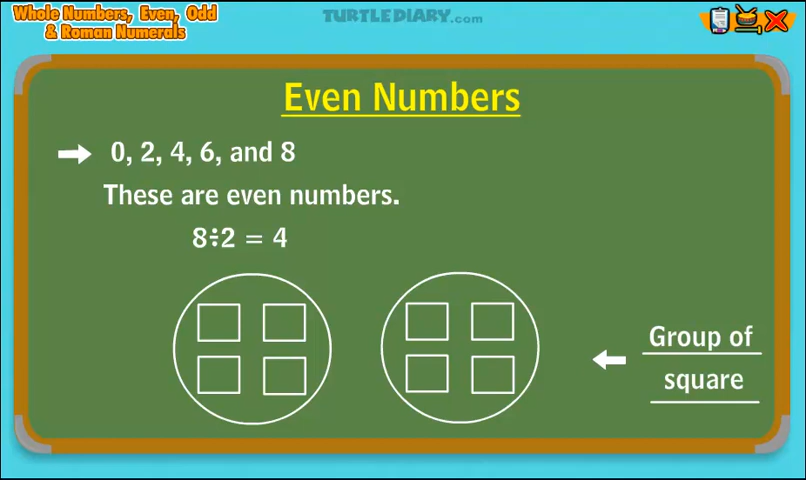 Whole Numbers, Even, Odd
& Roman Numerals
TURTLEDIARY.com
Even Numbers
0, 2, 4, 6, and 8
These are even numbers.
8÷2 = 4
Group of
square